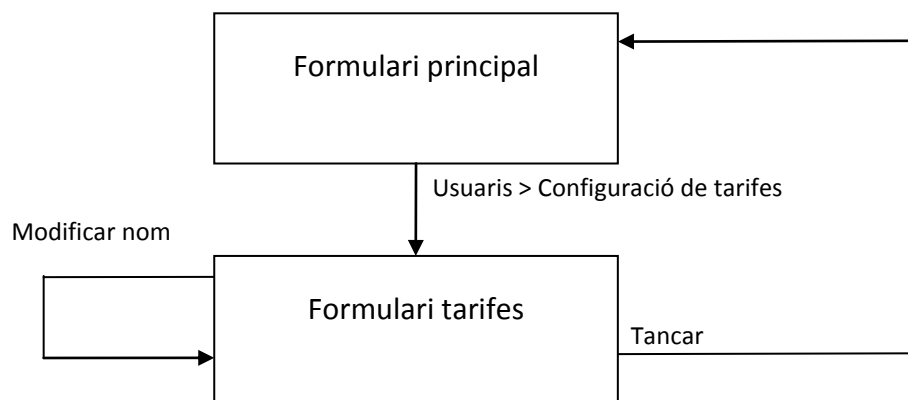 Formulari principal
Usuaris > Configuració de tarifes
Modificar nom
Formulari tarifes
Tancar